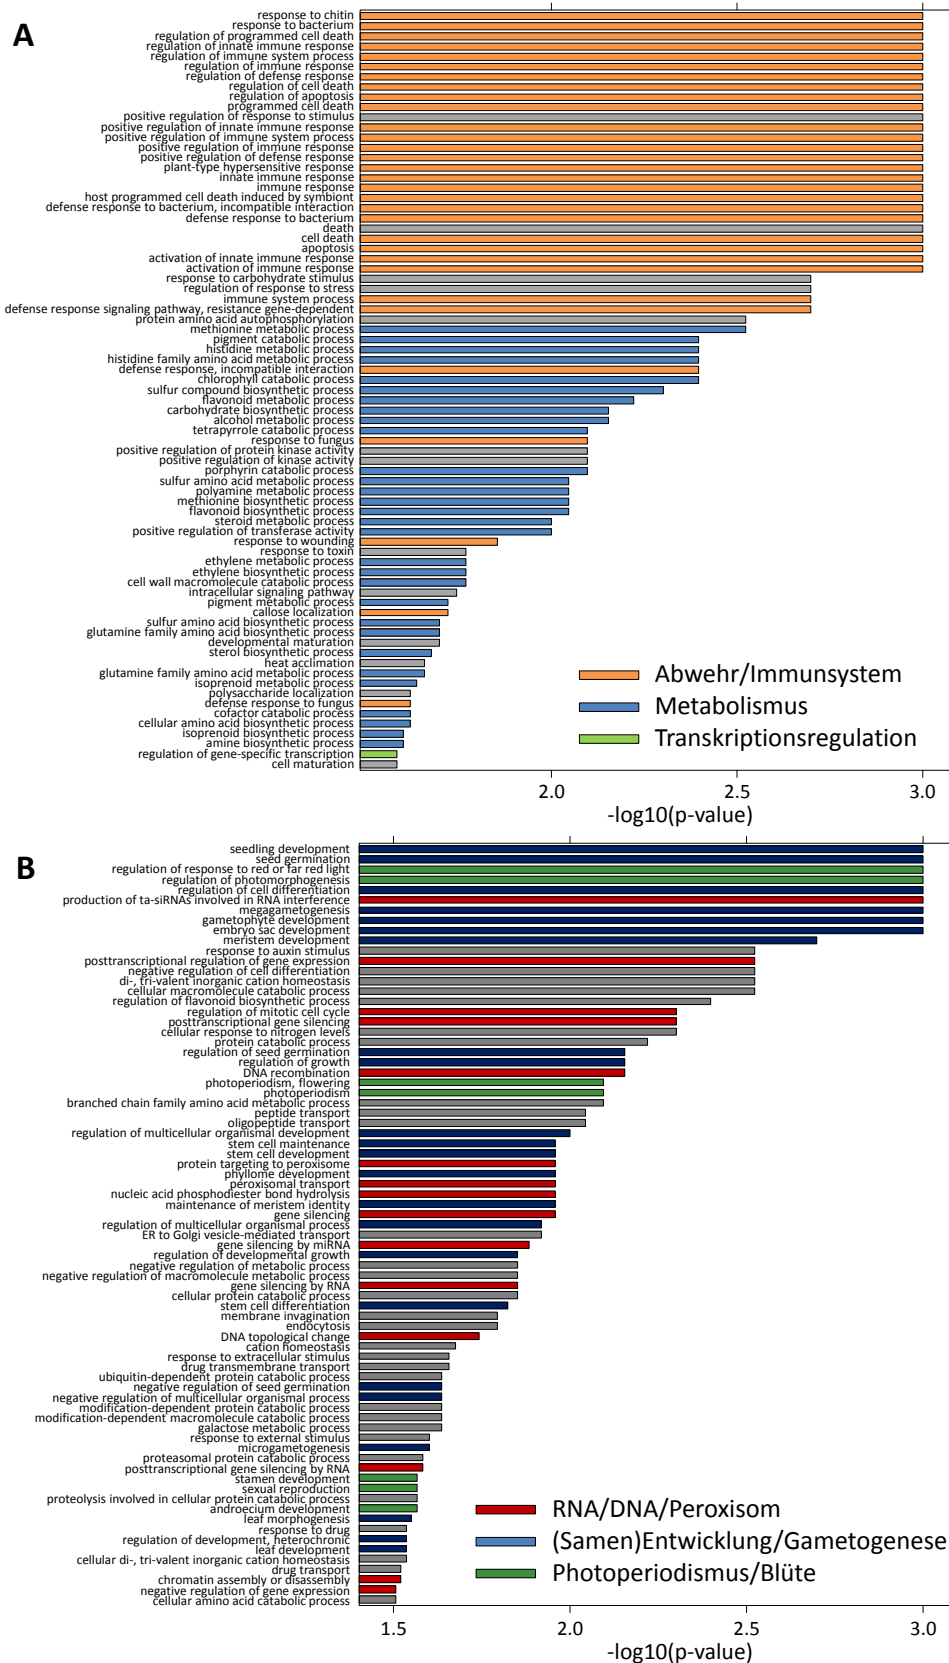 A
response to chitin
response to bacterium
regulation of programmed cell death
regulation of innate immune response
regulation of immune system process
regulation of immune response
regulation of defense response
regulation of cell death
regulation of apoptosis
programmed cell death
positive regulation of response to stimulus
positive regulation of innate immune response
positive regulation of immune system process
positive regulation of immune response
positive regulation of defense response
plant-type hypersensitive response
innate immune response
immune response
host programmed cell death induced by symbiont
defense response to bacterium, incompatible interaction
defense response to bacterium
death
cell death
apoptosis
activation of innate immune response
activation of immune response
response to carbohydrate stimulus
regulation of response to stress
immune system process
defense response signaling pathway, resistance gene-dependent
protein amino acid autophosphorylation
methionine metabolic process
pigment catabolic process
histidine metabolic process
histidine family amino acid metabolic process
defense response, incompatible interaction
chlorophyll catabolic process
sulfur compound biosynthetic process
flavonoid metabolic process
carbohydrate biosynthetic process
alcohol metabolic process
tetrapyrrole catabolic process
response to fungus
positive regulation of protein kinase activity
positive regulation of kinase activity
porphyrin catabolic process
sulfur amino acid metabolic process
polyamine metabolic process
methionine biosynthetic process
flavonoid biosynthetic process
steroid metabolic process
positive regulation of transferase activity
response to wounding
response to toxin
ethylene metabolic process
ethylene biosynthetic process
cell wall macromolecule catabolic process
intracellular signaling pathway
pigment metabolic process
callose localization
sulfur amino acid biosynthetic process
glutamine family amino acid biosynthetic process
developmental maturation
sterol biosynthetic process
heat acclimation
glutamine family amino acid metabolic process
isoprenoid metabolic process
polysaccharide localization
defense response to fungus
cofactor catabolic process
cellular amino acid biosynthetic process
isoprenoid biosynthetic process
amine biosynthetic process
regulation of gene-specific transcription
cell maturation
Abwehr/Immunsystem
Metabolismus
Transkriptionsregulation
2.0 2.5 3.0
-log10(p-value)
B
seedling development
seed germination
regulation of response to red or far red light
regulation of photomorphogenesis
regulation of cell differentiation
production of ta-siRNAs involved in RNA interference
megagametogenesis
gametophyte development
embryo sac development
meristem development
response to auxin stimulus
posttranscriptional regulation of gene expression
negative regulation of cell differentiation
di-, tri-valent inorganic cation homeostasis
cellular macromolecule catabolic process
regulation of flavonoid biosynthetic process
regulation of mitotic cell cycle
posttranscriptional gene silencing
cellular response to nitrogen levels
protein catabolic process
regulation of seed germination
regulation of growth
DNA recombination
photoperiodism, flowering
photoperiodism
branched chain family amino acid metabolic process
peptide transport
oligopeptide transport
regulation of multicellular organismal development
stem cell maintenance
stem cell development
protein targeting to peroxisome
phyllome development
peroxisomal transport
nucleic acid phosphodiester bond hydrolysis
maintenance of meristem identity
gene silencing
regulation of multicellular organismal process
ER to Golgi vesicle-mediated transport
gene silencing by miRNA
regulation of developmental growth
negative regulation of metabolic process
negative regulation of macromolecule metabolic process
gene silencing by RNA
cellular protein catabolic process
stem cell differentiation
membrane invagination
endocytosis
DNA topological change
cation homeostasis
response to extracellular stimulus
drug transmembrane transport
ubiquitin-dependent protein catabolic process
negative regulation of seed germination
negative regulation of multicellular organismal process
modification-dependent protein catabolic process
modification-dependent macromolecule catabolic process
galactose metabolic process
response to external stimulus
microgametogenesis
proteasomal protein catabolic process
posttranscriptional gene silencing by RNA
stamen development
sexual reproduction
proteolysis involved in cellular protein catabolic process
androecium development
leaf morphogenesis
response to drug
regulation of development, heterochronic
leaf development
cellular di-, tri-valent inorganic cation homeostasis
drug transport
chromatin assembly or disassembly
negative regulation of gene expression
cellular amino acid catabolic process
RNA/DNA/Peroxisom
(Samen)Entwicklung/Gametogenese
Photoperiodismus/Blüte
1.5 2.0 2.5 3.0
-log10(p-value)